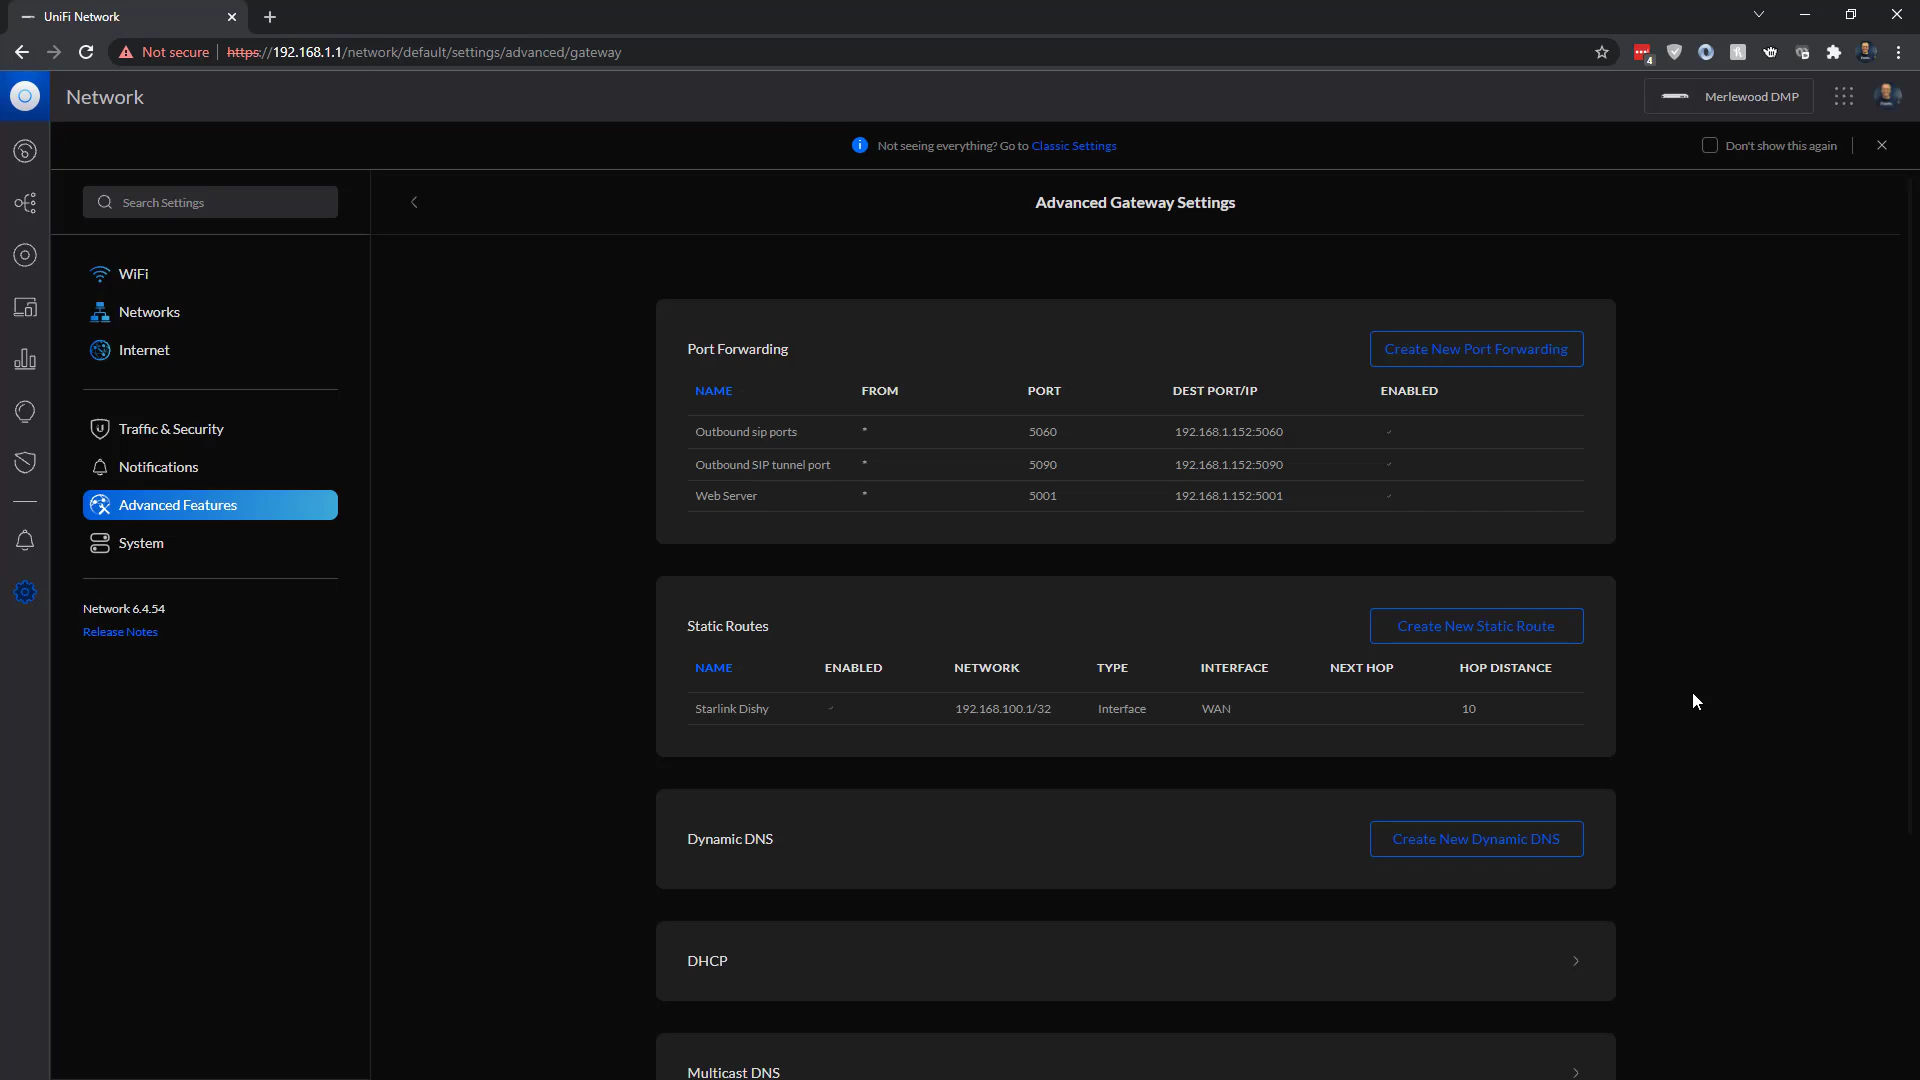 UniFi Network
Not secure https://192.168.1.1/network/default/settings/advanced/gateway
4
Network
Merlewood DMP
Not seeing everything? Go to Classic Settings
Don't show this again
Search Settings
Advanced Gateway Settings
WiFi
Networks
Internet
Traffic & Security
Notifications
Advanced Features
System
Network 6.4.54
Release Notes
Port Forwarding
Create New Port Forwarding
NAME FROM PORT DEST PORT/IP ENABLED
Outbound sip ports * 5060 192.168.1.152:5060
Outbound SIP tunnel port * 5090 192.168.1.152:5090
Web Server * 5001 192.168.1.152:5001
Static Routes
Create New Static Route
NAME ENABLED NETWORK TYPE INTERFACE NEXT HOP HOP DISTANCE
Starlink Dishy 192.168.100.1/32 Interface WAN 10
Dynamic DNS
Create New Dynamic DNS
DHCP
Multicast DNS